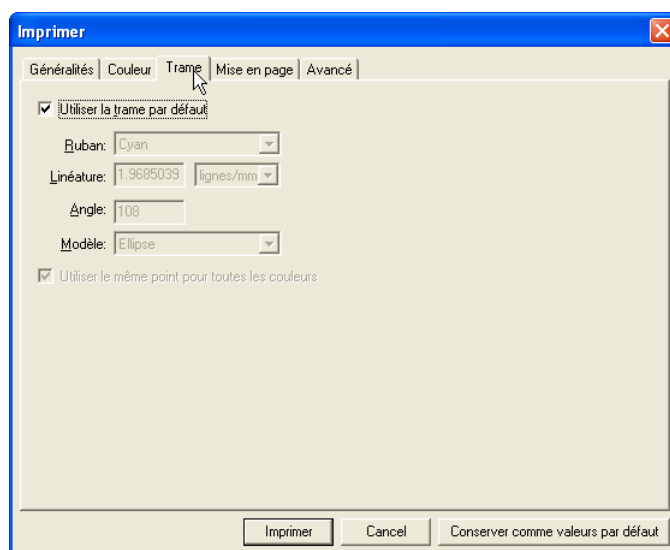 Imprimer
Généralités Couleur Trame Mise en page Avancé
Utiliser la trame par défaut
Ruban: Cyan
Linéature: 1.9685039 lignes/mm
Angle: 108
Modèle: Ellipse
Utiliser le même point pour toutes les couleurs
Imprimer Cancel Conserver comme valeurs par défaut